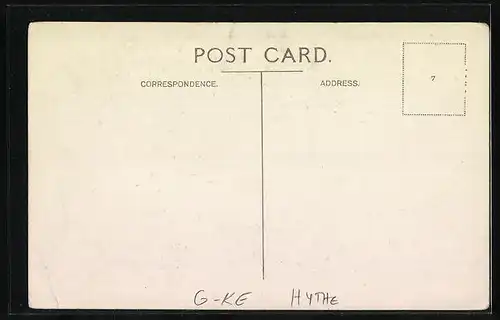 POST CARD.
CORRESPONDENCE.
ADDRESS.
7
G-KE HYTHE